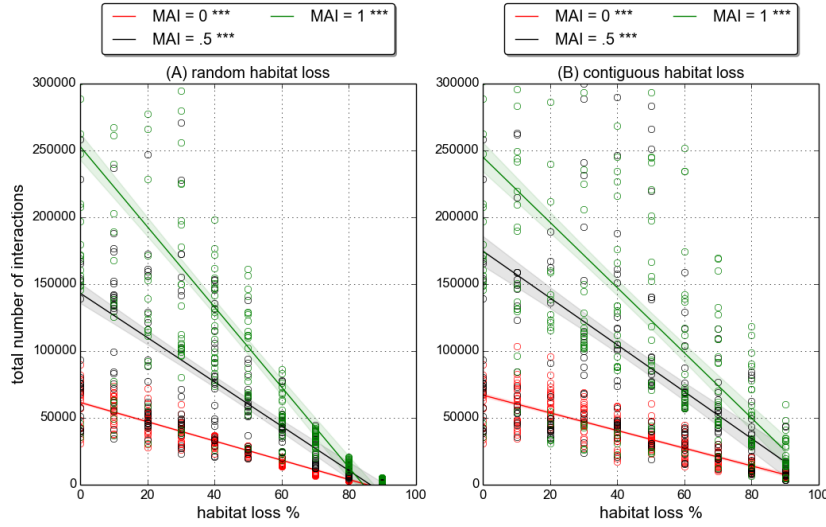 MAI = 0 *** MAI = 1 ***
MAI = .5 ***
MAI = 0 *** MAI = 1 ***
MAI = .5 ***
(A) random habitat loss
(B) contiguous habitat loss
total number of interactions
300000
250000
200000
150000
100000
50000
0
0 20 40 60 80 100
habitat loss %
300000
250000
200000
150000
100000
50000
0
0 20 40 60 80 100
habitat loss %